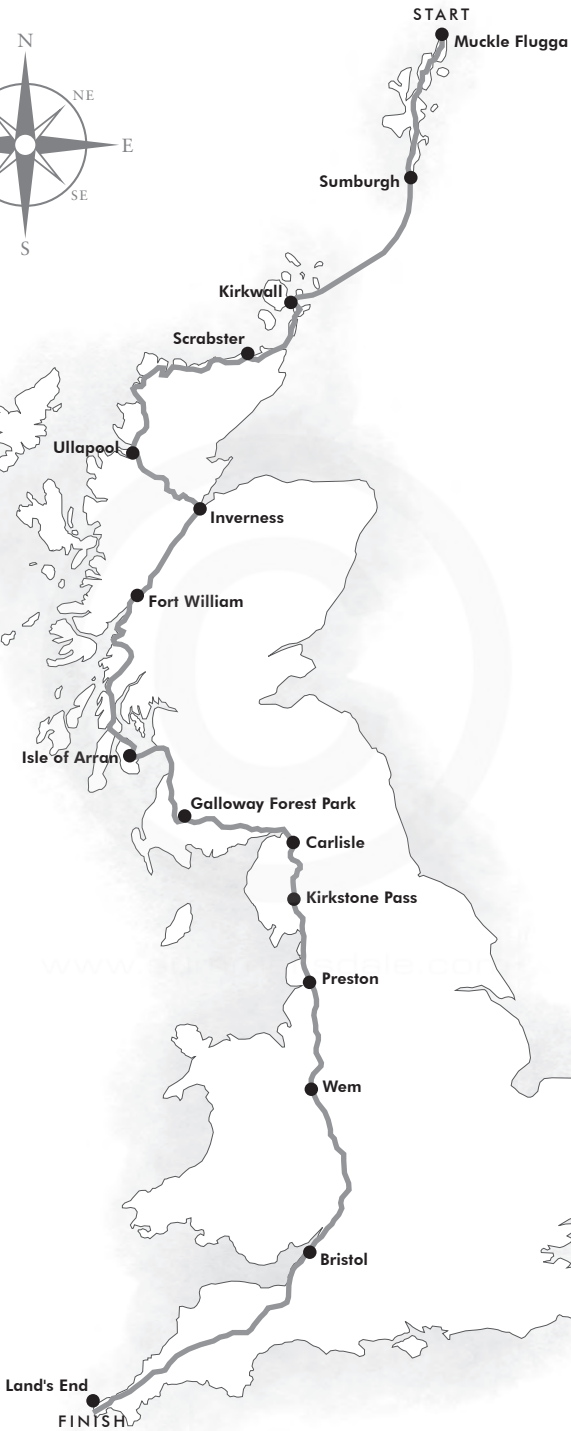 START
Muckle Flugga
N
NE
E
SE
S
Sumburgh
Kirkwall
Scrabster
Ullapool
Inverness
Fort William
Isle of Arran
Galloway Forest Park
Carlisle
Kirkstone Pass
Preston
Wem
Bristol
Land's End
FINISH